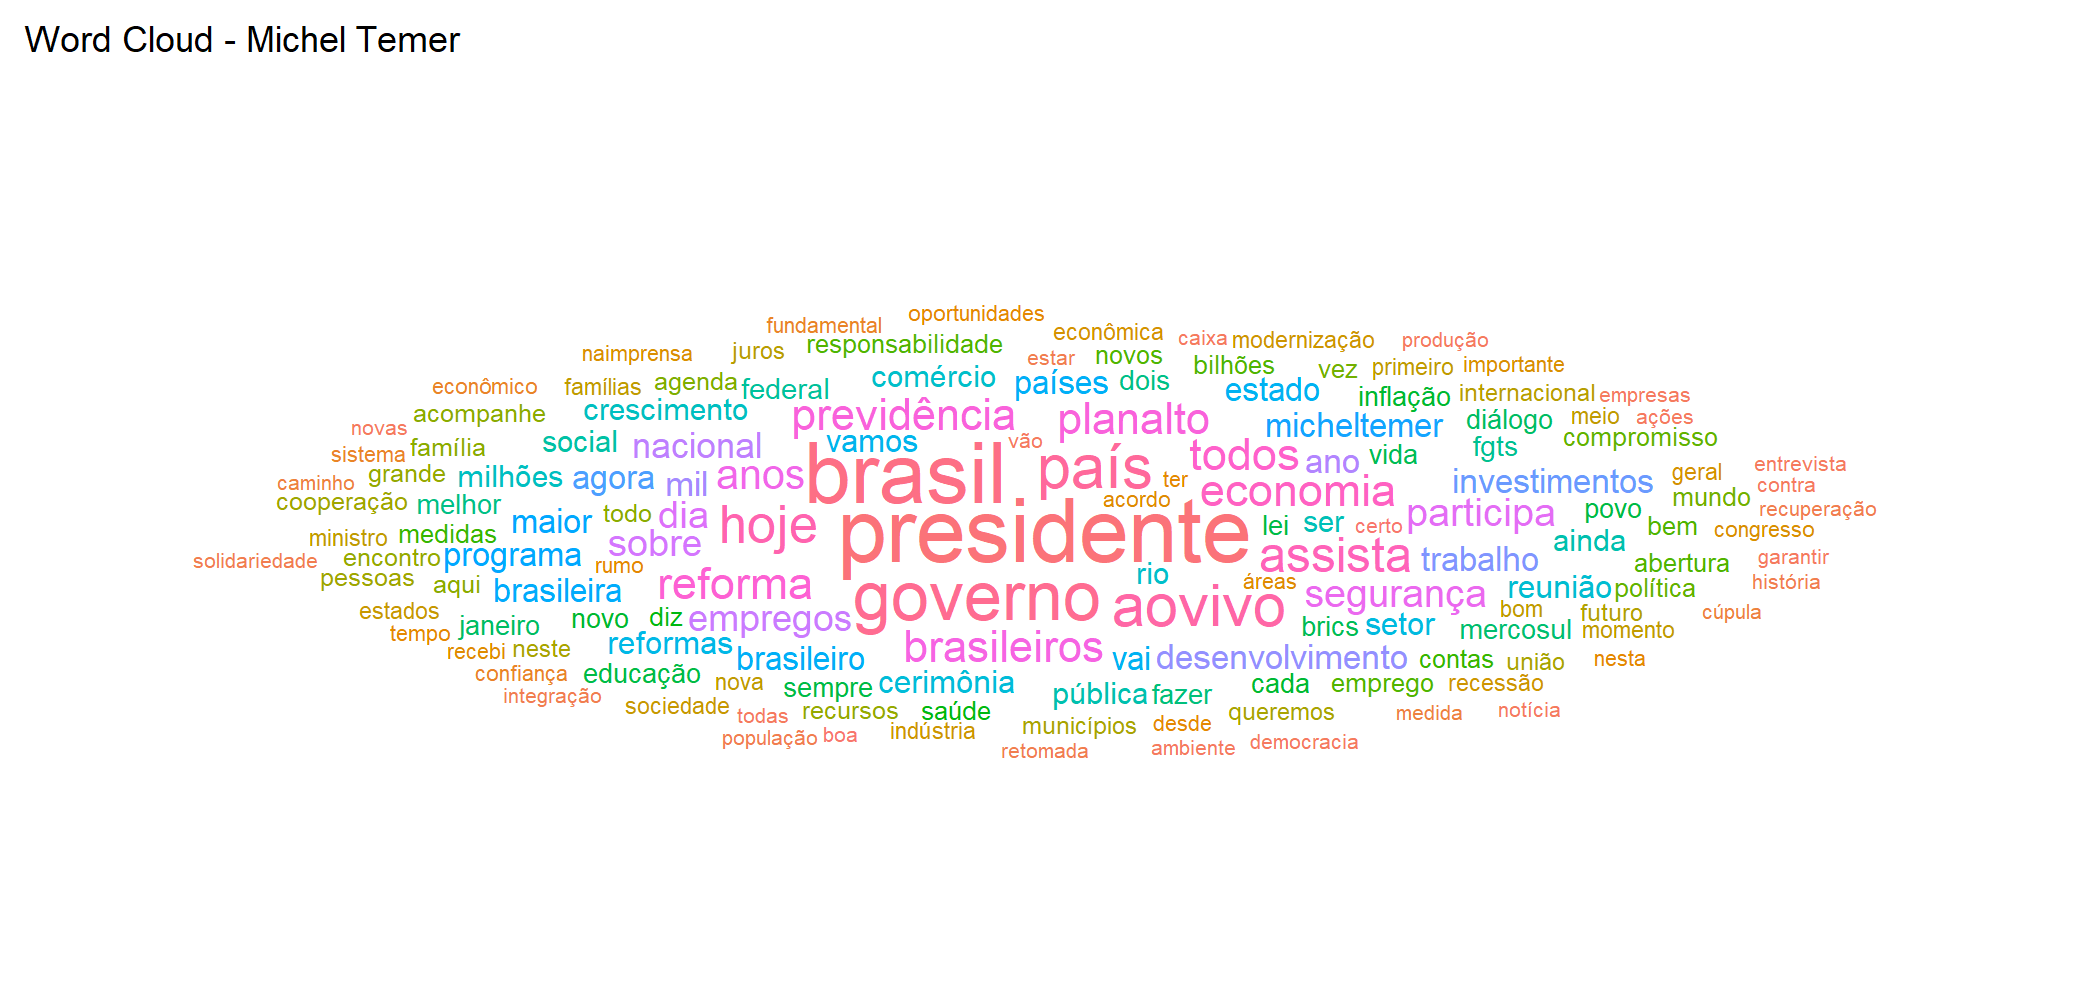 Word Cloud - Michel Temer
oportunidades
fundamental
econômica
caixa
modernização
produção
naimprensa
juros
responsabilidade
estar
novos
bilhões
vez
primeiro
importante
econômico
famílias
agenda
federal
comércio
países
dois
estado
inflação
internacional
empresas
acompanhe
crescimento
previdência
planalto
micheltemer
diálogo
meio
ações
novas
família
social
nacional
vamos
vão
todos
ano
vida
fgts
compromisso
sistema
grande
milhões
agora
mil
anos
brasil
país
ter
economia
investimentos
geral
entrevista
caminho
contra
cooperação
melhor
maior
todo
dia
hoje
presidente
acordo
lei
ser
certo
participa
povo
mundo
recuperação
ministro
medidas
sobre
assista
trabalho
ainda
bem
congresso
solidariedade
encontro
programa
rumo
reforma
rio
áreas
abertura
garantir
pessoas
aqui
brasileira
governo
aovivo
segurança
reunião
política
história
estados
janeiro
novo
diz
empregos
brics
setor
mercosul
bom
futuro
momento
cúpula
tempo
recebi
neste
reformas
brasileiro
brasileiros
vai
desenvolvimento
contas
união
nesta
confiança
educação
nova
sempre
cerimônia
pública
fazer
cada
emprego
recessão
integração
sociedade
todas
recursos
saúde
municípios
desde
queremos
medida
notícia
população
boa
indústria
retomada
ambiente
democracia